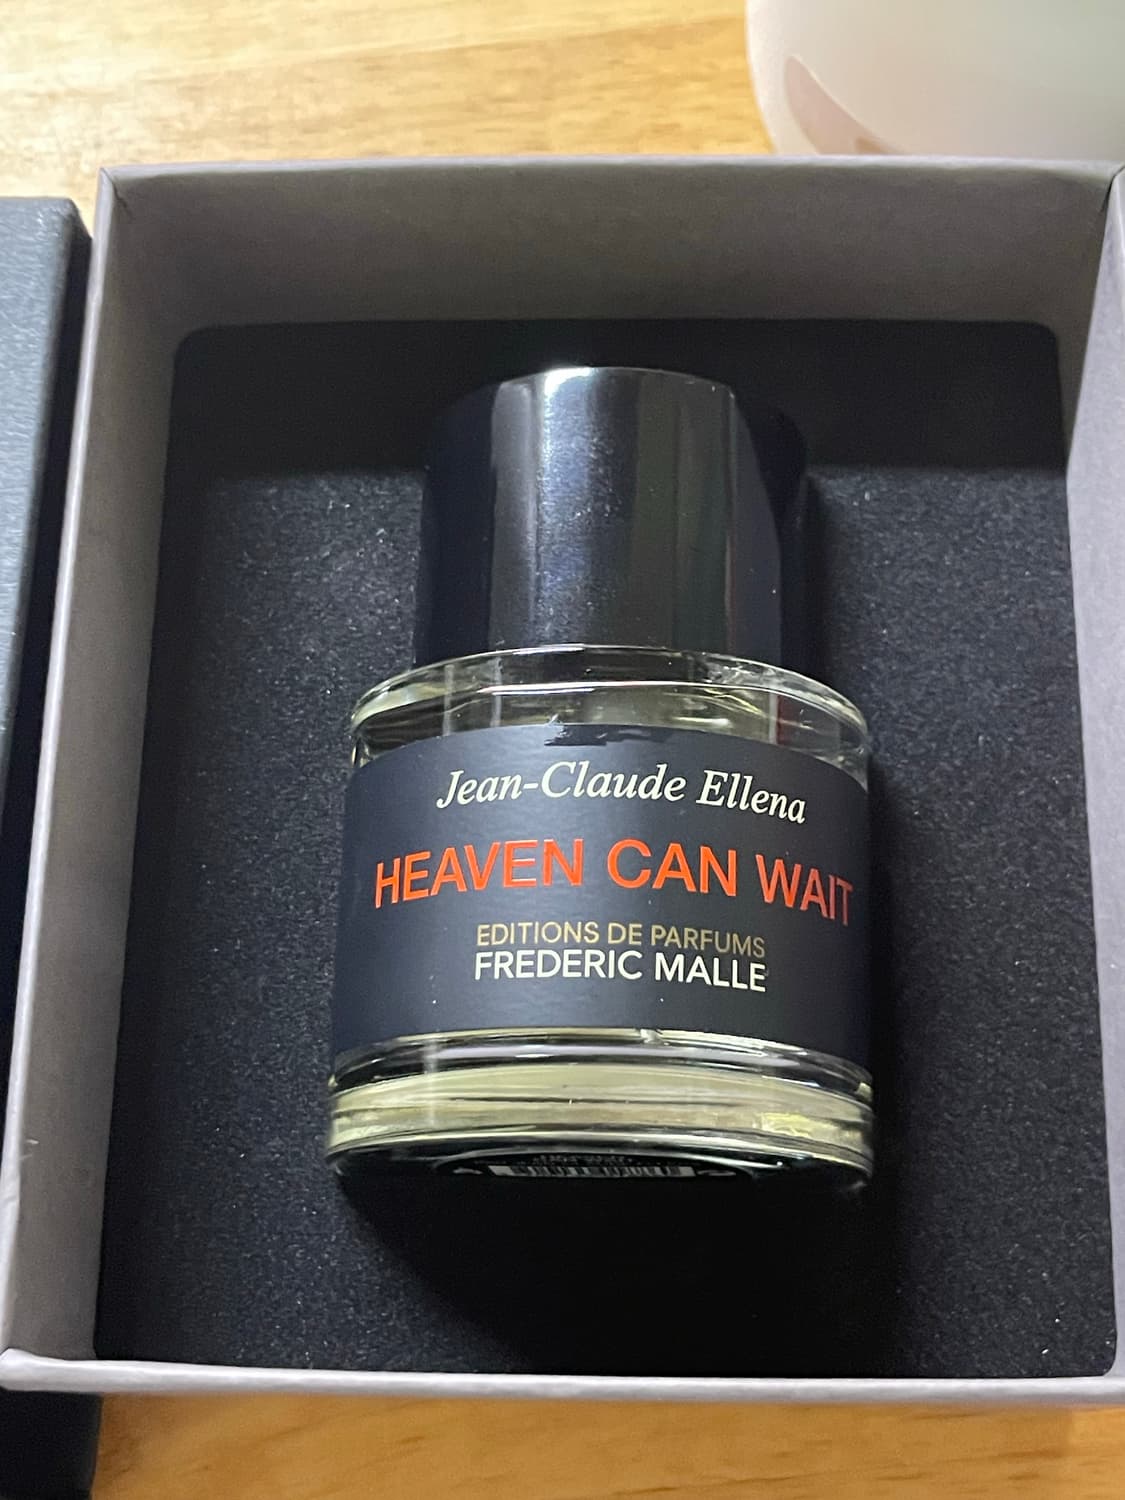 Jean-Claude Ellena
HEAVEN CAN WAIT
EDITIONS DE PARFUMS
FREDERIC MALLE